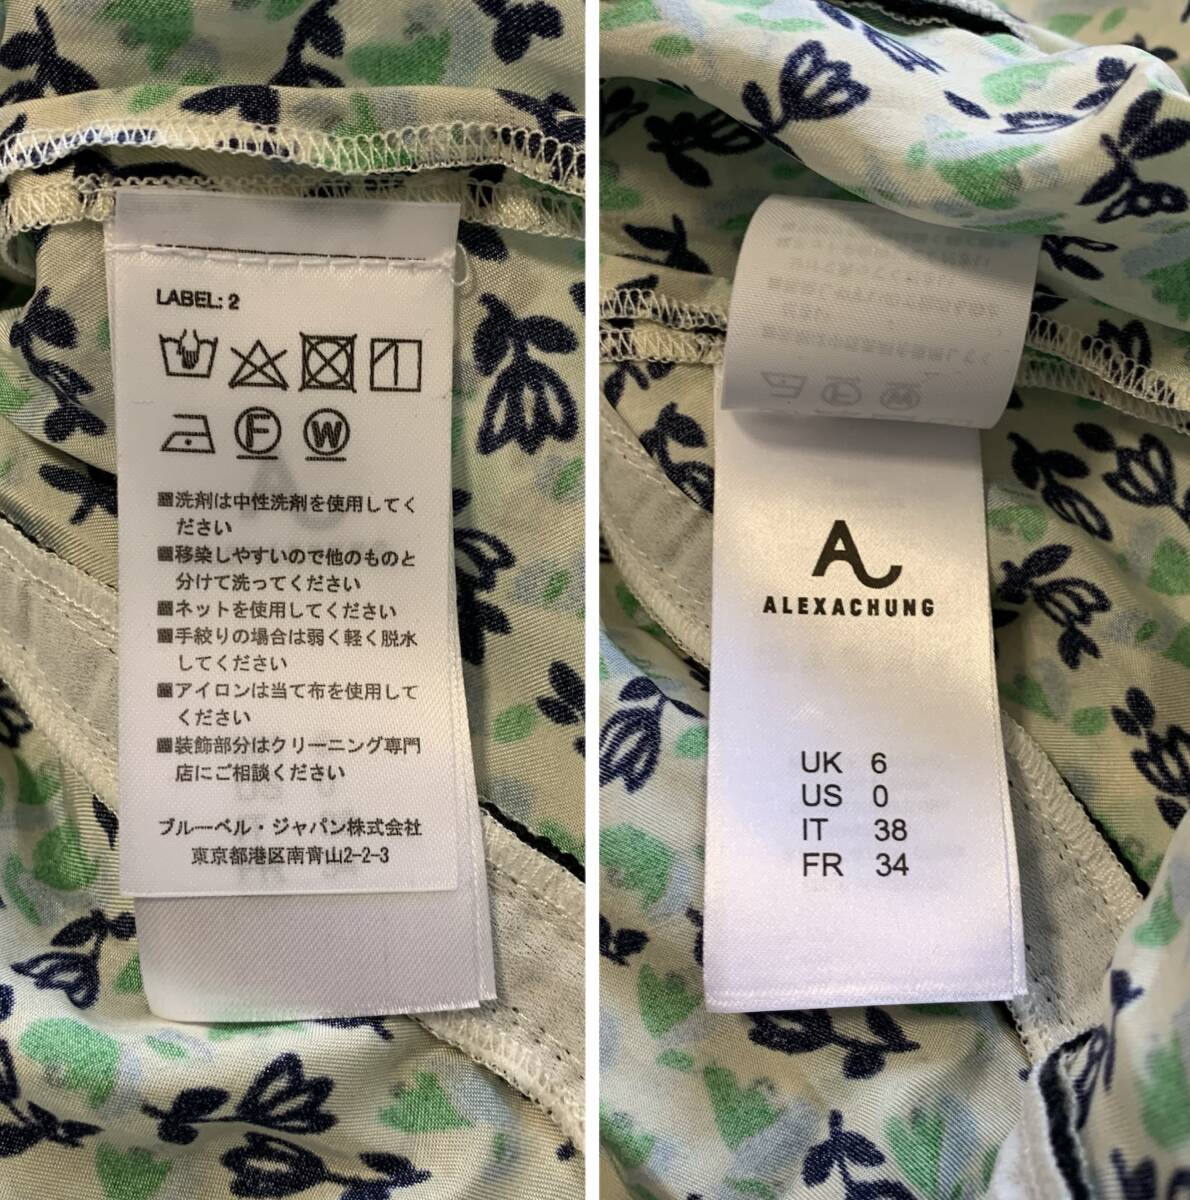 LABEL: 2
F W
■洗剤は中性洗剤を使用してく
ださい
■移染しやすいので他のものと
分けて洗ってください
■ネットを使用してください
■手絞りの場合は弱く軽く脱水
してください
■アイロンは当て布を使用して
ください
■装飾部分はクリーニング専門
店にご相談ください
ブルーベル・ジャパン株式会社
東京都港区南青山2-2-3
A
ALEXACHUNG
UK 6
US 0
IT 38
FR 34